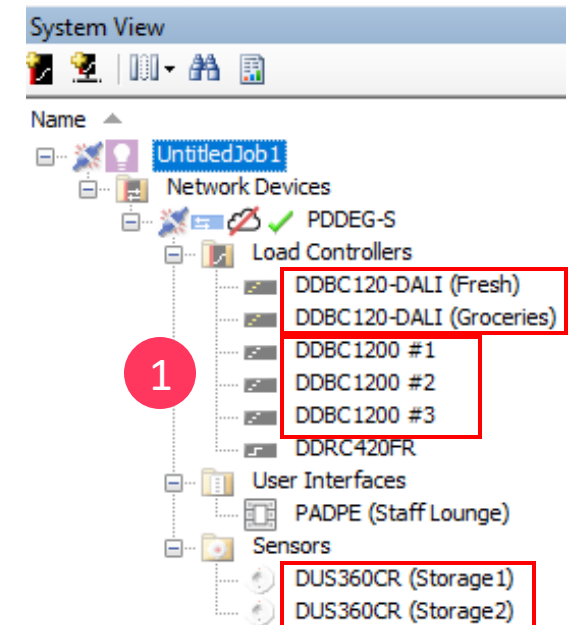 System View
Name
UntitledJob1
Network Devices
PDDEG-S
Load Controllers
DDBC120-DALI (Fresh)
DDBC120-DALI (Groceries)
DDBC1200 #1
1
DDBC1200 #2
DDBC1200 #3
DDRC420FR
User Interfaces
PADPE (Staff Lounge)
Sensors
DUS360CR (Storage1)
DUS360CR (Storage2)